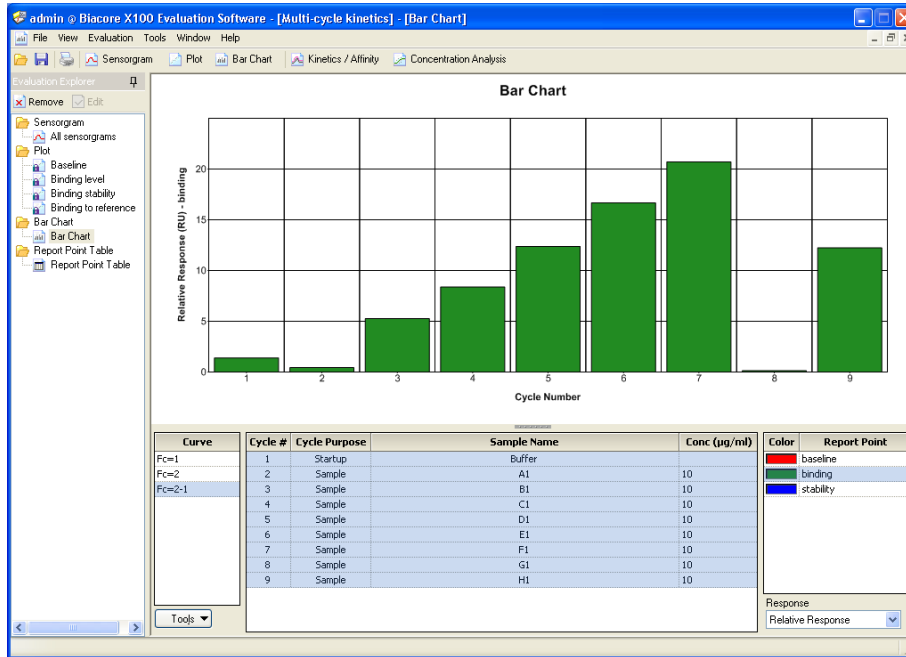 admin @ Biacore X100 Evaluation Software - [Multi-cycle kinetics] - [Bar Chart]
File View Evaluation Tools Window Help
Sensorgram Plot Bar Chart Kinetics / Affinity Concentration Analysis
Evaluation Explorer
Remove Edit
Sensorgram
All sensorgrams
Plot
Baseline
Binding level
Binding stability
Binding to reference
Bar Chart
Bar Chart
Report Point Table
Report Point Table
Bar Chart
Relative Response (RU) - binding
20
15
10
5
0
1 2 3 4 5 6 7 8 9
Cycle Number
Curve
Fc=1
Fc=2
Fc=2-1
Tools
Cycle # Cycle Purpose Sample Name Conc (µg/ml)
1 Startup Buffer
2 Sample A1 10
3 Sample B1 10
4 Sample C1 10
5 Sample D1 10
6 Sample E1 10
7 Sample F1 10
8 Sample G1 10
9 Sample H1 10
Color Report Point
baseline
binding
stability
Response
Relative Response